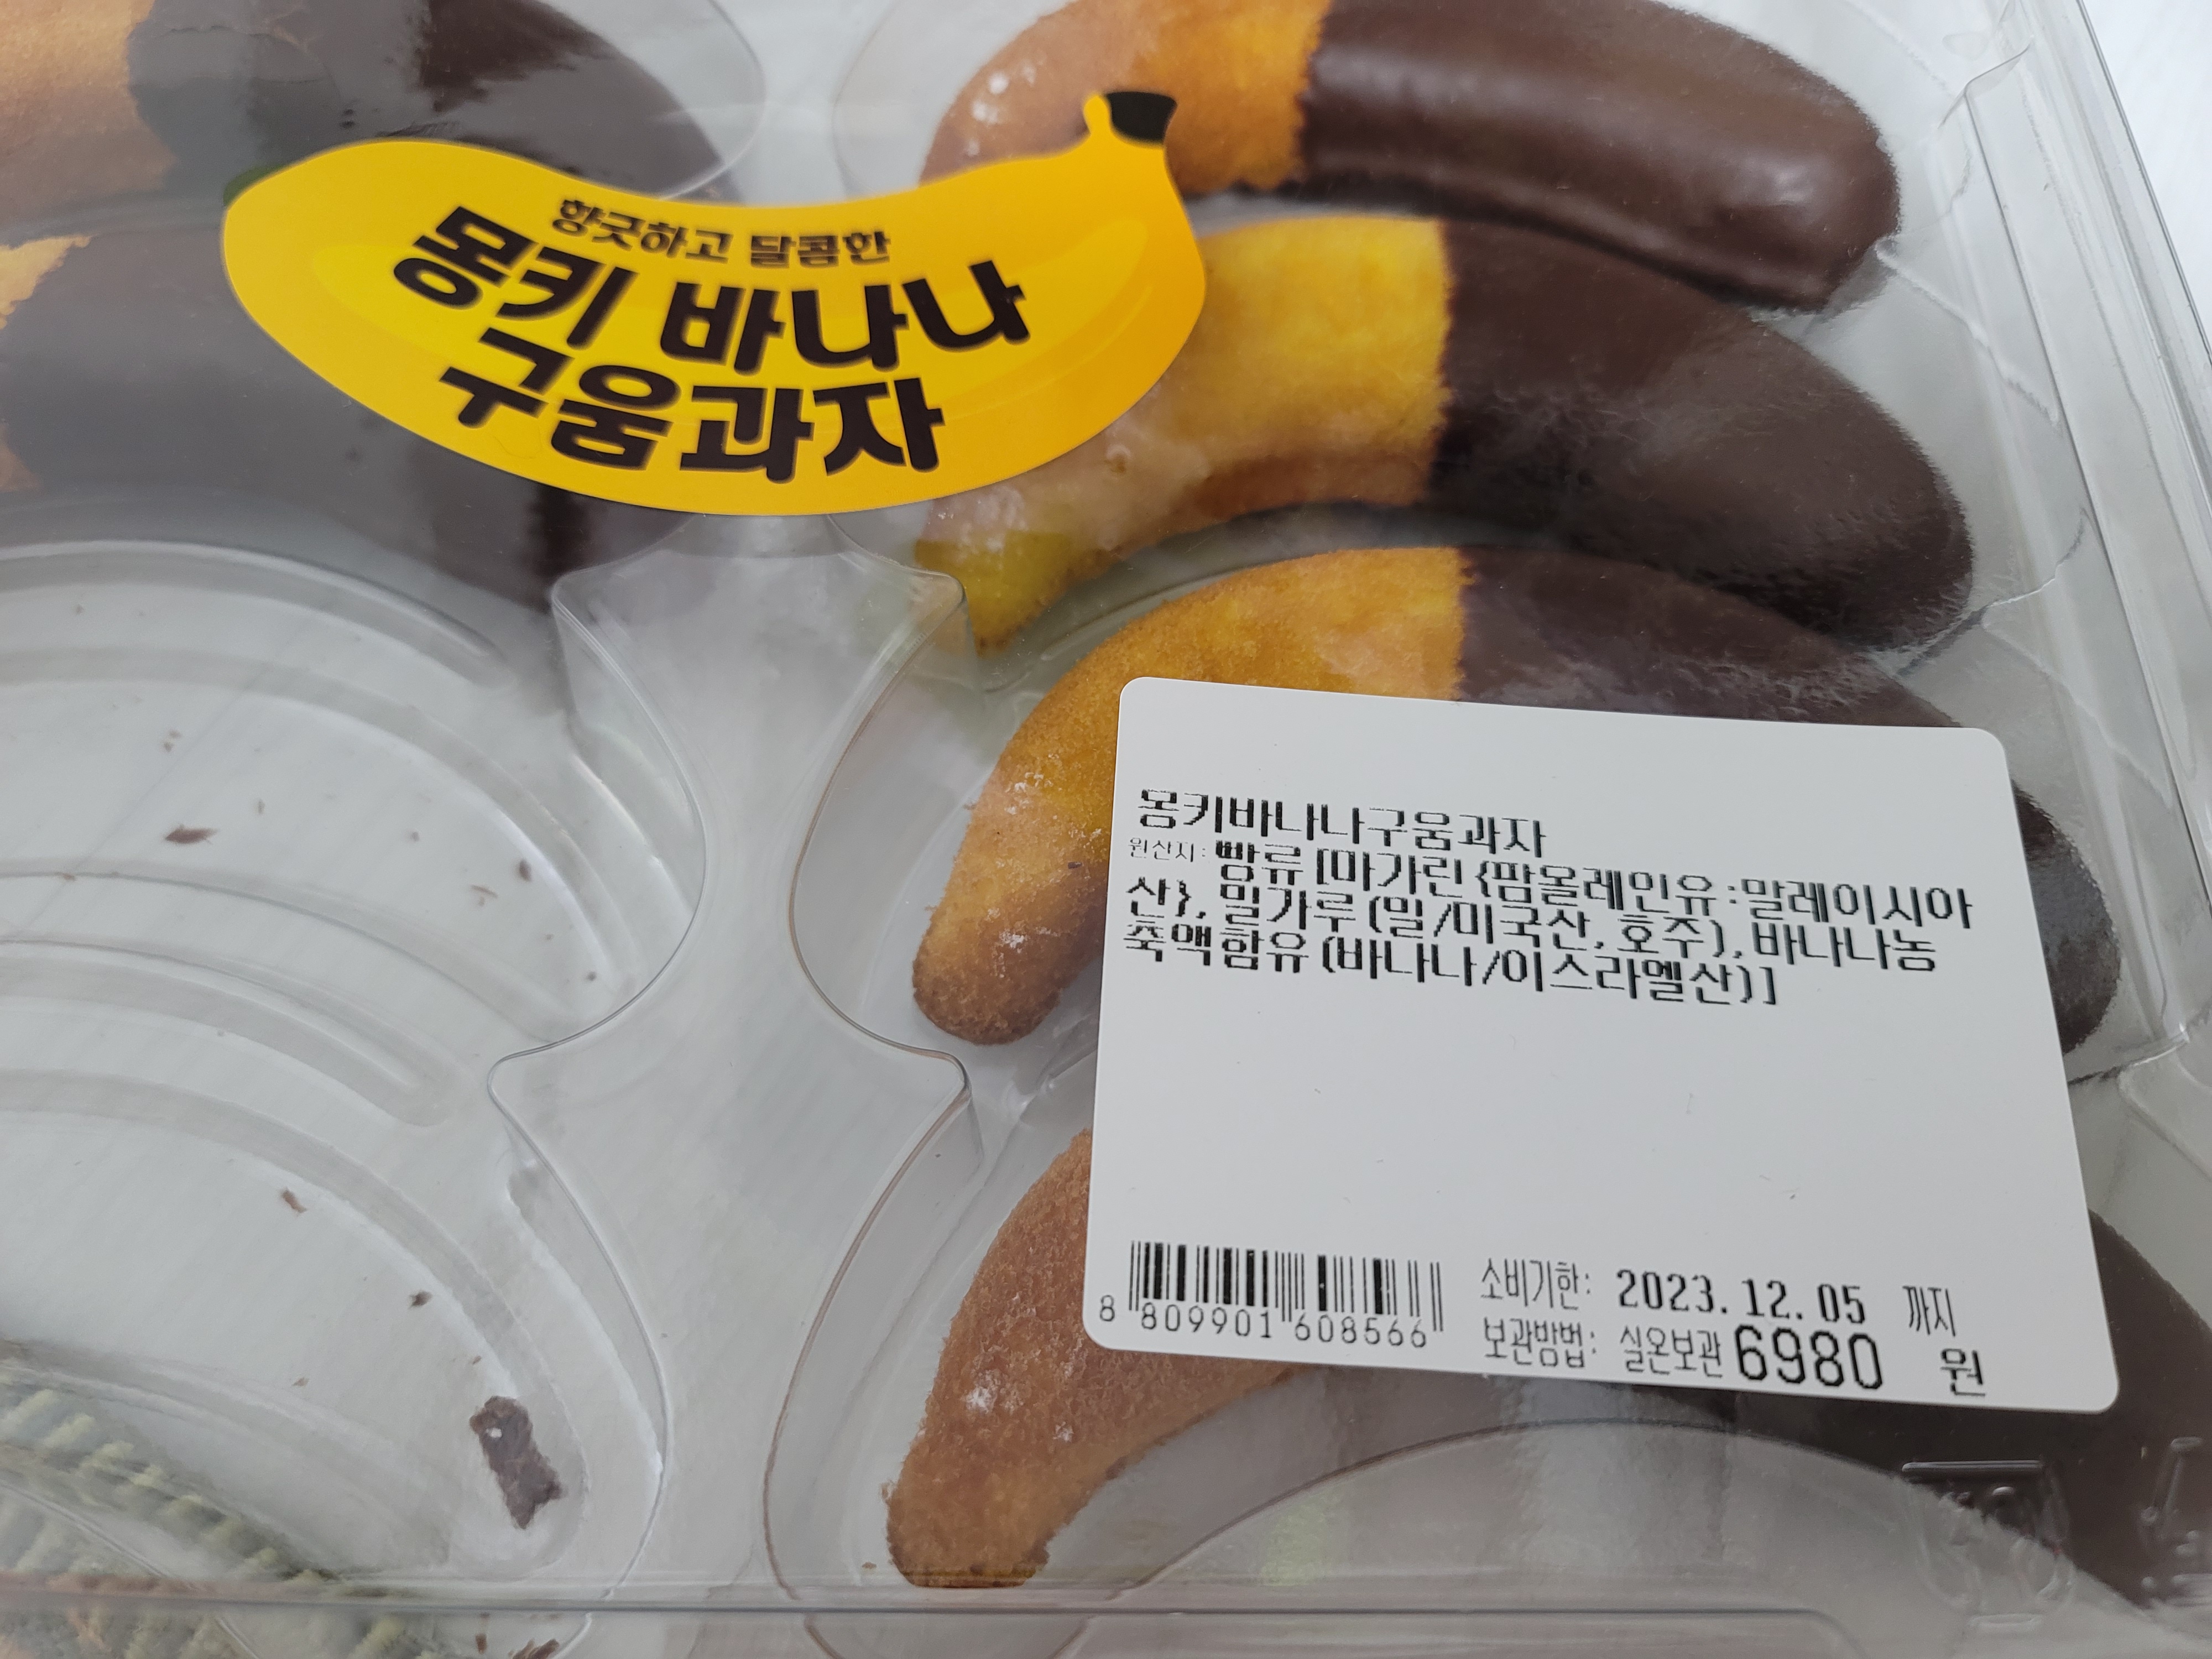 향긋하고 달콤한
몽키 바나나
구움과자
몽키바나나구움과자
원산지: 빵류 [마가린{팜올레인유:말레이시아
산}, 밀가루(밀/미국산, 호주), 바나나농
축액함유(바나나/이스라엘산)]
8 809901 608566
소비기한: 2023. 12. 05 까지
보관방법: 실온보관 6980 원